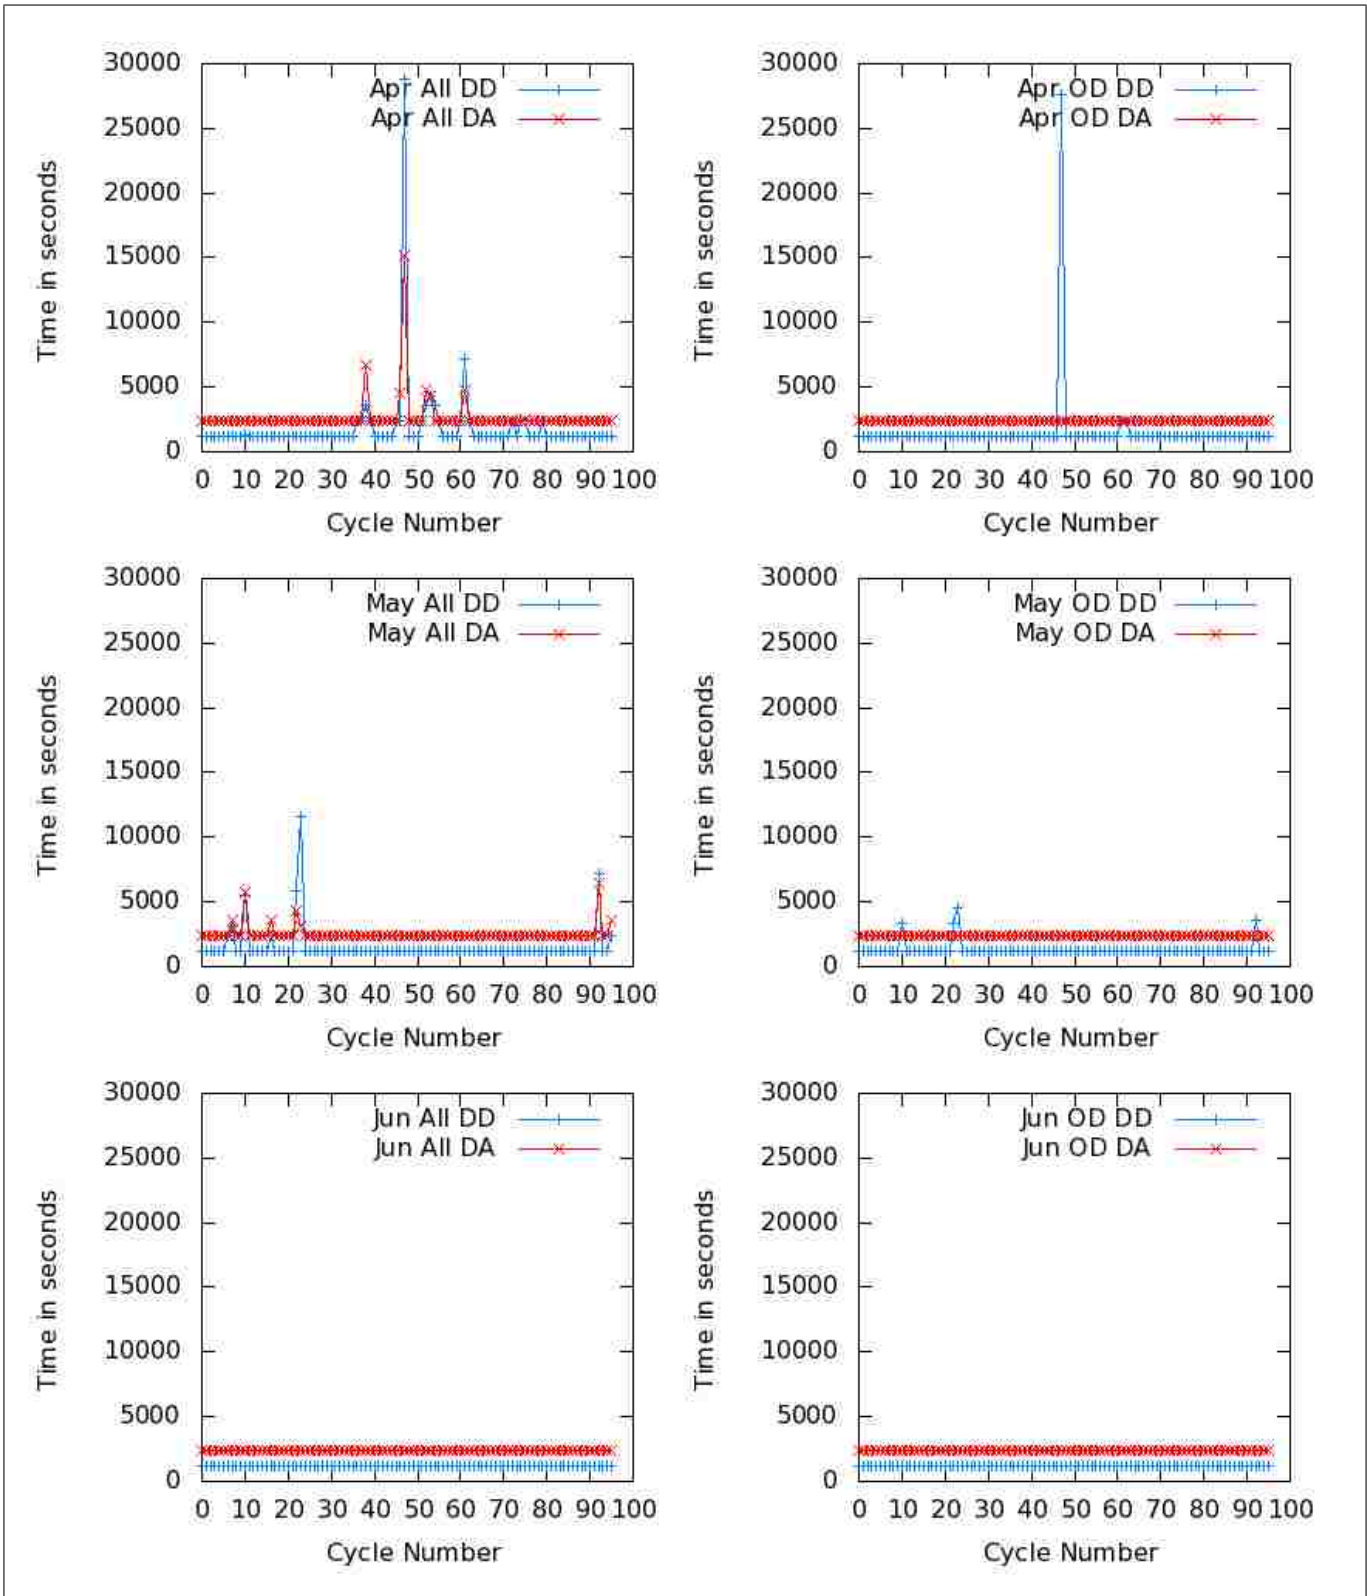 30000
25000
20000
15000
10000
5000
0
Time in seconds
Apr All DD
Apr All DA
0 10 20 30 40 50 60 70 80 90 100
Cycle Number
30000
25000
20000
15000
10000
5000
0
Time in seconds
Apr OD DD
Apr OD DA
0 10 20 30 40 50 60 70 80 90 100
Cycle Number
30000
25000
20000
15000
10000
5000
0
Time in seconds
May All DD
May All DA
0 10 20 30 40 50 60 70 80 90 100
Cycle Number
30000
25000
20000
15000
10000
5000
0
Time in seconds
May OD DD
May OD DA
0 10 20 30 40 50 60 70 80 90 100
Cycle Number
30000
25000
20000
15000
10000
5000
0
Time in seconds
Jun All DD
Jun All DA
0 10 20 30 40 50 60 70 80 90 100
Cycle Number
30000
25000
20000
15000
10000
5000
0
Time in seconds
Jun OD DD
Jun OD DA
0 10 20 30 40 50 60 70 80 90 100
Cycle Number